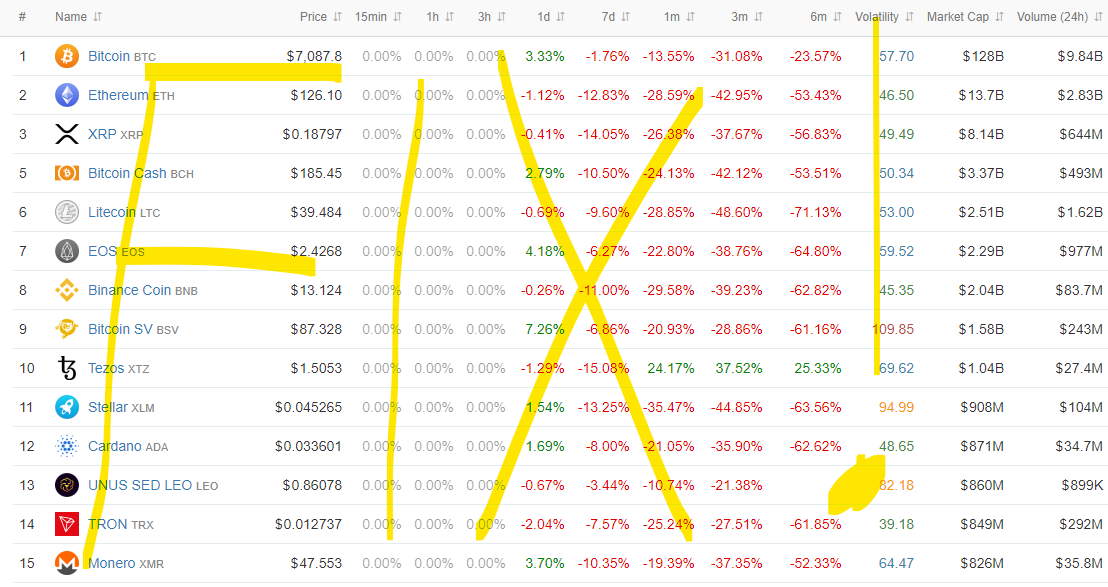 # Name Price 15min 1h 3h 1d 7d 1m 3m 6m Volatility Market Cap Volume (24h)
1 Bitcoin BTC $7,087.8 0.00% 0.00% 0.00% 3.33% -1.76% -13.55% -31.08% -23.57% 57.70 $128B $9.84B
2 Ethereum ETH $126.10 0.00% 0.00% 0.00% -1.12% -12.83% -28.59% -42.95% -53.43% 46.50 $13.7B $2.83B
3 XRP XRP $0.18797 0.00% 0.00% 0.00% -0.41% -14.05% -26.38% -37.67% -56.83% 49.49 $8.14B $644M
5 Bitcoin Cash BCH $185.45 0.00% 0.00% 0.00% 2.79% -10.50% -24.13% -42.12% -53.51% 50.34 $3.37B $493M
6 Litecoin LTC $39.484 0.00% 0.00% 0.00% -0.69% -9.60% -28.85% -48.60% -71.13% 53.00 $2.51B $1.62B
7 EOS EOS $2.4268 0.00% 0.00% 0.00% 4.18% -6.27% -22.80% -38.76% -64.80% 59.52 $2.29B $977M
8 Binance Coin BNB $13.124 0.00% 0.00% 0.00% -0.26% -11.00% -29.58% -39.23% -62.82% 45.35 $2.04B $83.7M
9 Bitcoin SV BSV $87.328 0.00% 0.00% 0.00% 7.26% -6.86% -20.93% -28.86% -61.16% 109.85 $1.58B $243M
10 Tezos XTZ $1.5053 0.00% 0.00% 0.00% -1.29% -15.08% 24.17% 37.52% 25.33% 69.62 $1.04B $27.4M
11 Stellar XLM $0.045265 0.00% 0.00% 0.00% 1.54% -13.25% -35.47% -44.85% -63.56% 94.99 $908M $104M
12 Cardano ADA $0.033601 0.00% 0.00% 0.00% 1.69% -8.00% -21.05% -35.90% -62.62% 48.65 $871M $34.7M
13 UNUS SED LEO LEO $0.86078 0.00% 0.00% 0.00% -0.67% -3.44% -10.74% -21.38% 82.18 $860M $899K
14 TRON TRX $0.012737 0.00% 0.00% 0.00% -2.04% -7.57% -25.24% -27.51% -61.85% 39.18 $849M $292M
15 Monero XMR $47.553 0.00% 0.00% 0.00% 3.70% -10.35% -19.39% -37.35% -52.33% 64.47 $826M $35.8M
FIX!